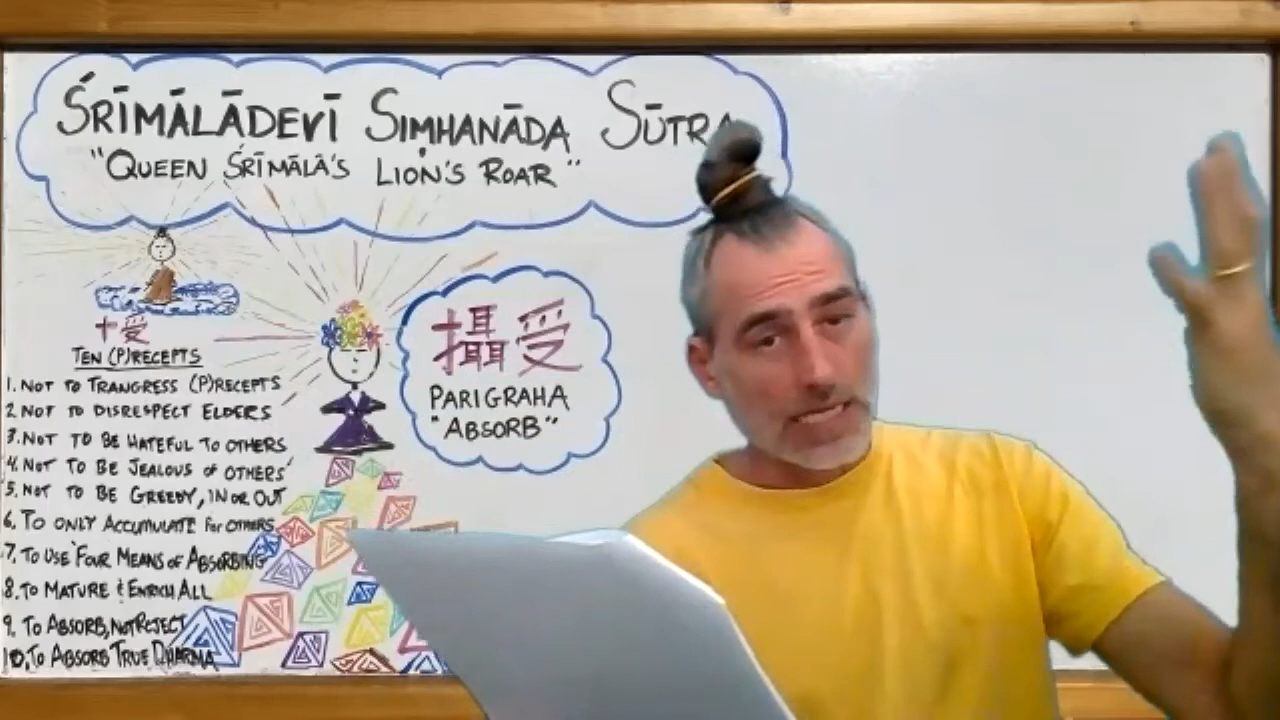 ŚRĪMĀLĀDEVĪ SIṂHANĀDA SŪTRA
"QUEEN ŚRĪMĀLĀ'S LION'S ROAR"
十受
TEN (P)RECEPTS
1. NOT TO TRANGRESS (P)RECEPTS
2. NOT TO DISRESPECT ELDERS
3. NOT TO BE HATEFUL TO OTHERS
4. NOT TO BE JEALOUS OF OTHERS'
5. NOT TO BE GREEDY, IN OR OUT
6. TO ONLY ACCUMULATE for OTHERS
7. TO USE FOUR MEANS OF ABSORBING
8. TO MATURE & ENRICH ALL
9. TO ABSORB, NOT REJECT
10. TO ABSORB TRUE DHARMA
攝受
PARIGRAHA
"ABSORB"